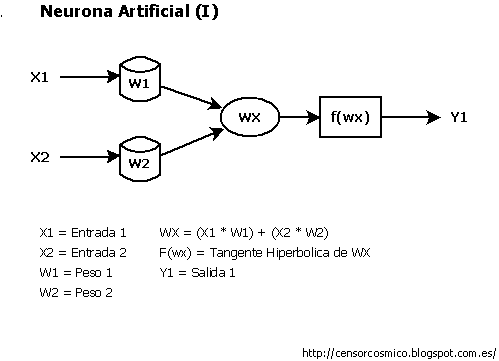 Neurona Artificial (I)
X1
W1
WX
f(wx)
Y1
X2
W2
X1 = Entrada 1
WX = (X1 * W1) + (X2 * W2)
X2 = Entrada 2
F(wx) = Tangente Hiperbolica de WX
W1 = Peso 1
Y1 = Salida 1
W2 = Peso 2
http://censorcosmico.blogspot.com.es/